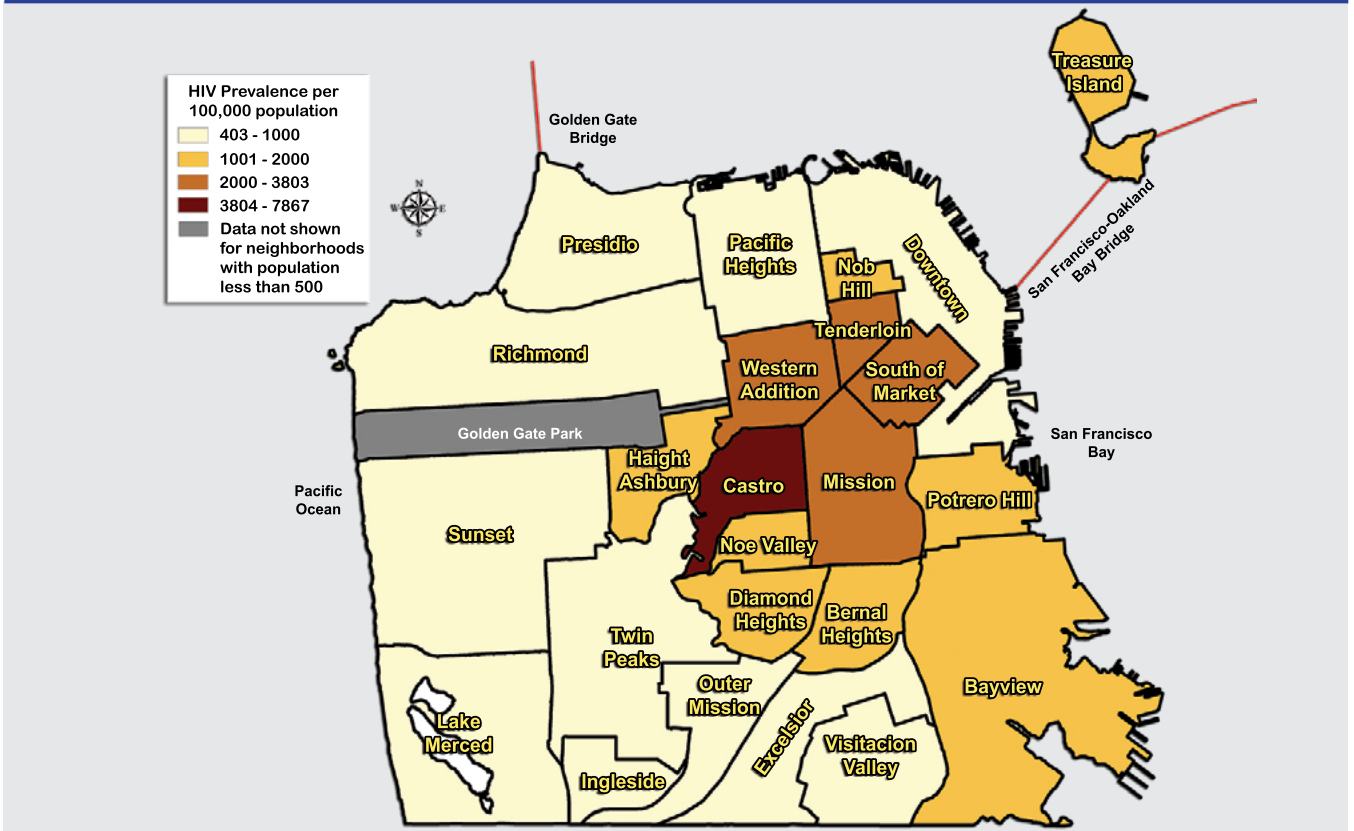 HIV Prevalence per
100,000 population
403 - 1000
1001 - 2000
2000 - 3803
3804 - 7867
Data not shown
for neighborhoods
with population
less than 500
N
W
E
S
Golden Gate
Bridge
Treasure
Island
San Francisco-Oakland
Bay Bridge
Presidio
Pacific
Heights
Nob
Hill
Downtown
Tenderloin
Richmond
Western
Addition
South of
Market
Golden Gate Park
San Francisco
Bay
Haight
Ashbury
Castro
Mission
Potrero Hill
Pacific
Ocean
Sunset
Noe Valley
Diamond
Heights
Bernal
Heights
Twin
Peaks
Outer
Mission
Bayview
Lake
Merced
Excelsior
Visitacion
Valley
Ingleside